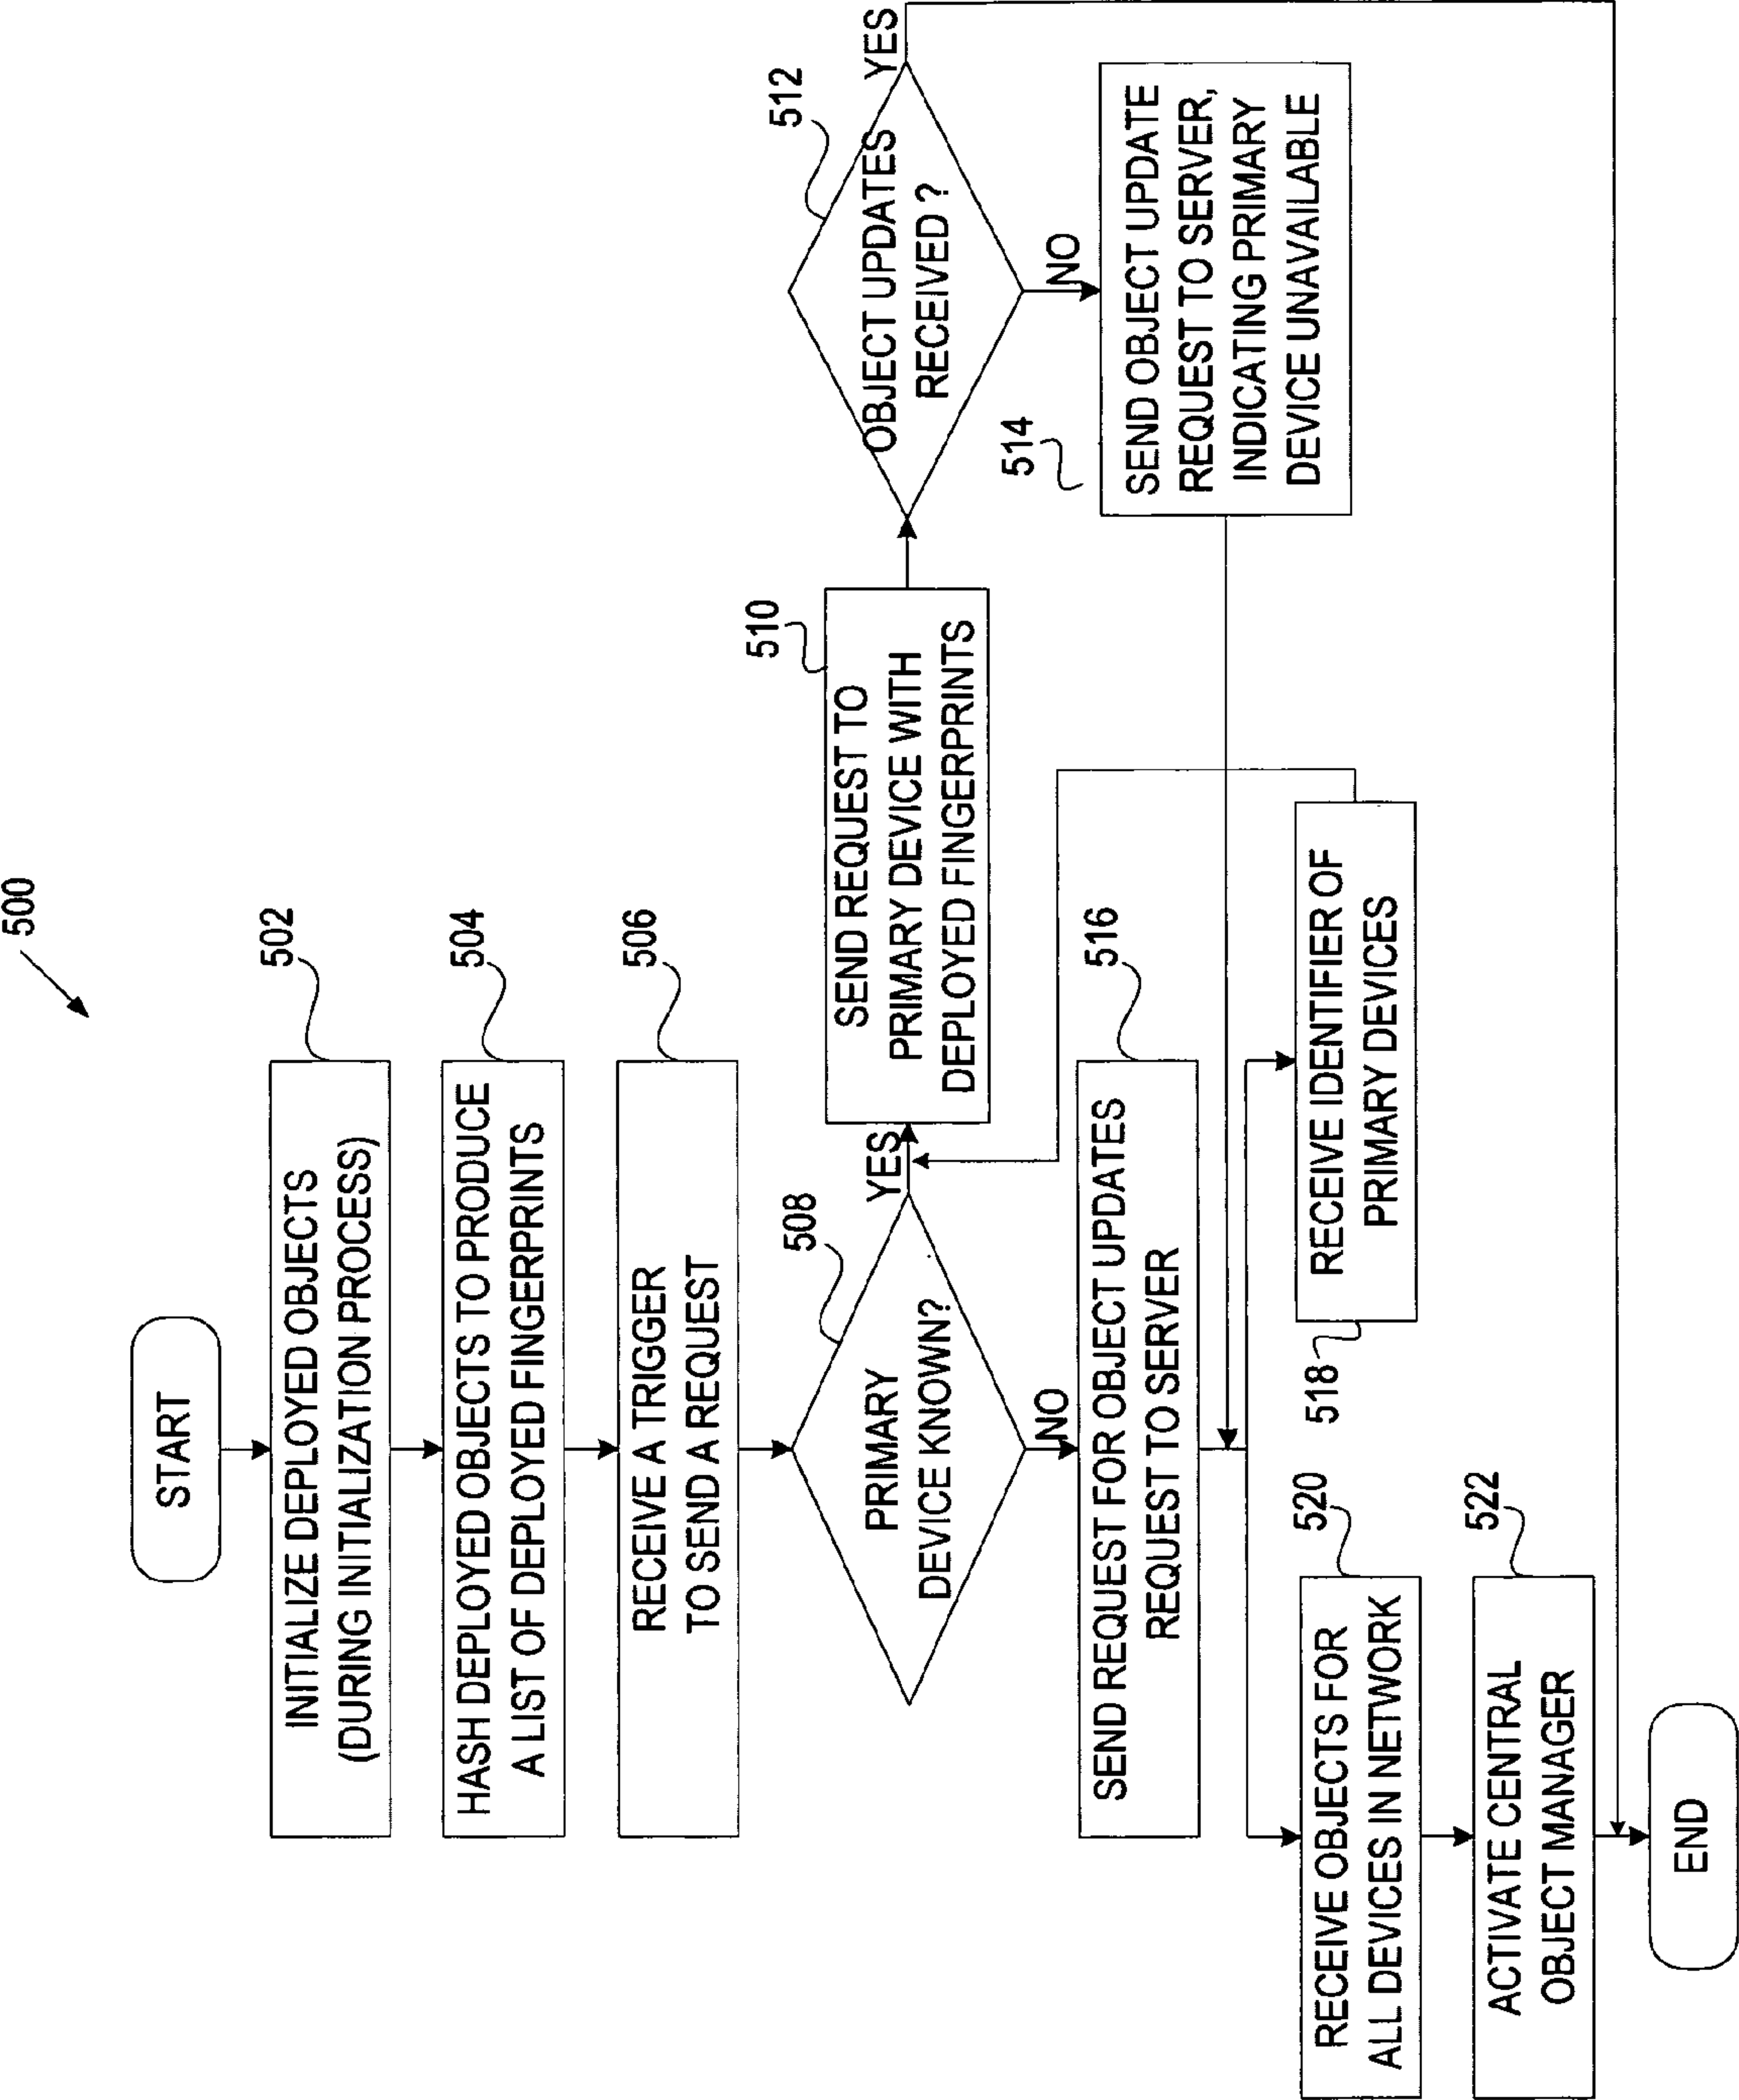 500
START
INITIALIZE DEPLOYED OBJECTS
(DURING INITIALIZATION PROCESS)
502
HASH DEPLOYED OBJECTS TO PRODUCE
A LIST OF DEPLOYED FINGERPRINTS
504
RECEIVE A TRIGGER
TO SEND A REQUEST
506
PRIMARY
DEVICE KNOWN?
508
YES
NO
SEND REQUEST TO
PRIMARY DEVICE WITH
DEPLOYED FINGERPRINTS
510
OBJECT UPDATES
RECEIVED ?
512
YES
NO
SEND OBJECT UPDATE
REQUEST TO SERVER,
INDICATING PRIMARY
DEVICE UNAVAILABLE
514
SEND REQUEST FOR OBJECT UPDATES
REQUEST TO SERVER
516
RECEIVE IDENTIFIER OF
PRIMARY DEVICES
518
RECEIVE OBJECTS FOR
ALL DEVICES IN NETWORK
520
ACTIVATE CENTRAL
OBJECT MANAGER
522
END